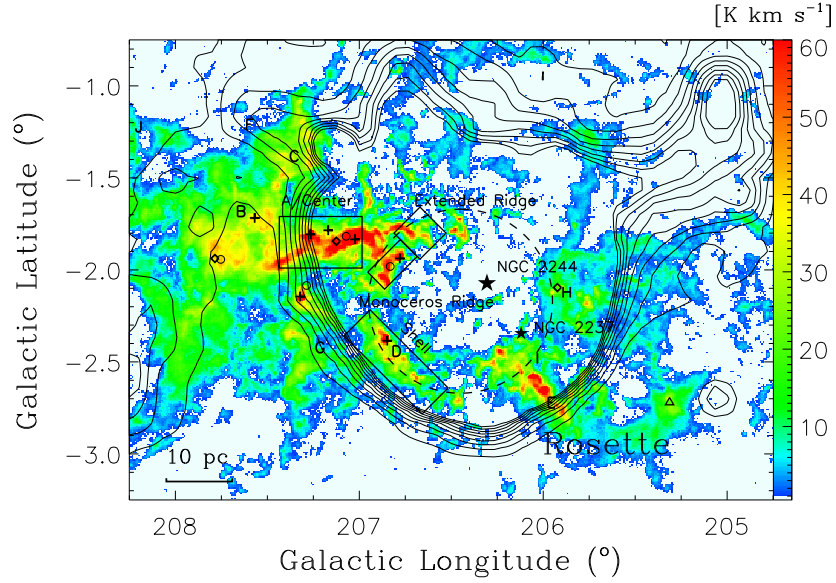 [K km s⁻¹]
Galactic Latitude (°)
−1.0
−1.5
−2.0
−2.5
−3.0
60
50
40
30
20
10
J
F
C
I
B
A Center
Extended Ridge
NGC 2244
H
Monoceros Ridge
NGC 2237
Shell
G
D
I
E
Rosette
10 pc
208
207
206
205
Galactic Longitude (°)